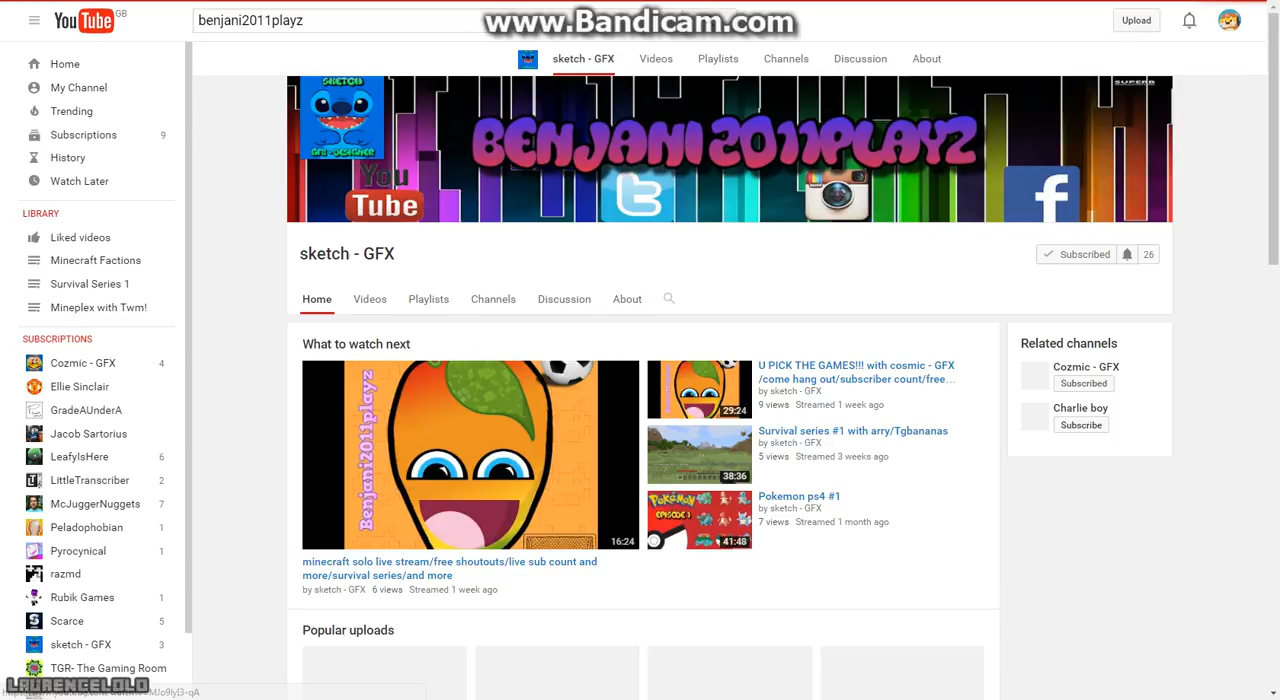 www.Bandicam.com
YouTube GB
benjani2011playz
Upload
sketch - GFX
Videos
Playlists
Channels
Discussion
About
Home
My Channel
Trending
Subscriptions 9
History
Watch Later
LIBRARY
Liked videos
Minecraft Factions
Survival Series 1
Mineplex with Twm!
SUBSCRIPTIONS
Cozmic - GFX 4
Ellie Sinclair
GradeAUnderA
Jacob Sartorius
LeafyIsHere 6
LittleTranscriber 2
McJuggerNuggets 7
Peladophobian 1
Pyrocynical 1
razmd
Rubik Games 1
Scarce 5
sketch - GFX 3
TGR- The Gaming Room
LAURENCELOLO
SKETCH
GFX-DESIGNER
BENJANI 2011PLAYZ
SUPERB
You
Tube
sketch - GFX
Subscribed 26
Home
Videos
Playlists
Channels
Discussion
About
What to watch next
Benjani2011playz
16:24
minecraft solo live stream/free shoutouts/live sub count and
more/survival series/and more
by sketch - GFX 6 views Streamed 1 week ago
29:24
U PICK THE GAMES!!! with cosmic - GFX
/come hang out/subscriber count/free...
by sketch - GFX
9 views Streamed 1 week ago
38:36
Survival series #1 with arry/Tgbananas
by sketch - GFX
5 views Streamed 3 weeks ago
Pokemon
EPISODE 1
41:48
Pokemon ps4 #1
by sketch - GFX
7 views Streamed 1 month ago
Popular uploads
Related channels
Cozmic - GFX
Subscribed
Charlie boy
Subscribe